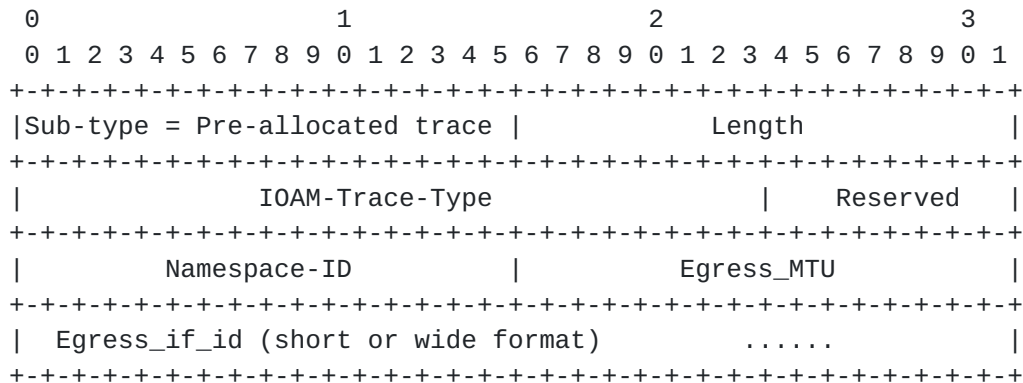 0                   1                   2                   3
 0 1 2 3 4 5 6 7 8 9 0 1 2 3 4 5 6 7 8 9 0 1 2 3 4 5 6 7 8 9 0 1
+-+-+-+-+-+-+-+-+-+-+-+-+-+-+-+-+-+-+-+-+-+-+-+-+-+-+-+-+-+-+-+-+
|Sub-type = Pre-allocated trace |            Length             |
+-+-+-+-+-+-+-+-+-+-+-+-+-+-+-+-+-+-+-+-+-+-+-+-+-+-+-+-+-+-+-+-+
|               IOAM-Trace-Type                 |    Reserved   |
+-+-+-+-+-+-+-+-+-+-+-+-+-+-+-+-+-+-+-+-+-+-+-+-+-+-+-+-+-+-+-+-+
|         Namespace-ID          |          Egress_MTU           |
+-+-+-+-+-+-+-+-+-+-+-+-+-+-+-+-+-+-+-+-+-+-+-+-+-+-+-+-+-+-+-+-+
|  Egress_if_id (short or wide format)         ......           |
+-+-+-+-+-+-+-+-+-+-+-+-+-+-+-+-+-+-+-+-+-+-+-+-+-+-+-+-+-+-+-+-+